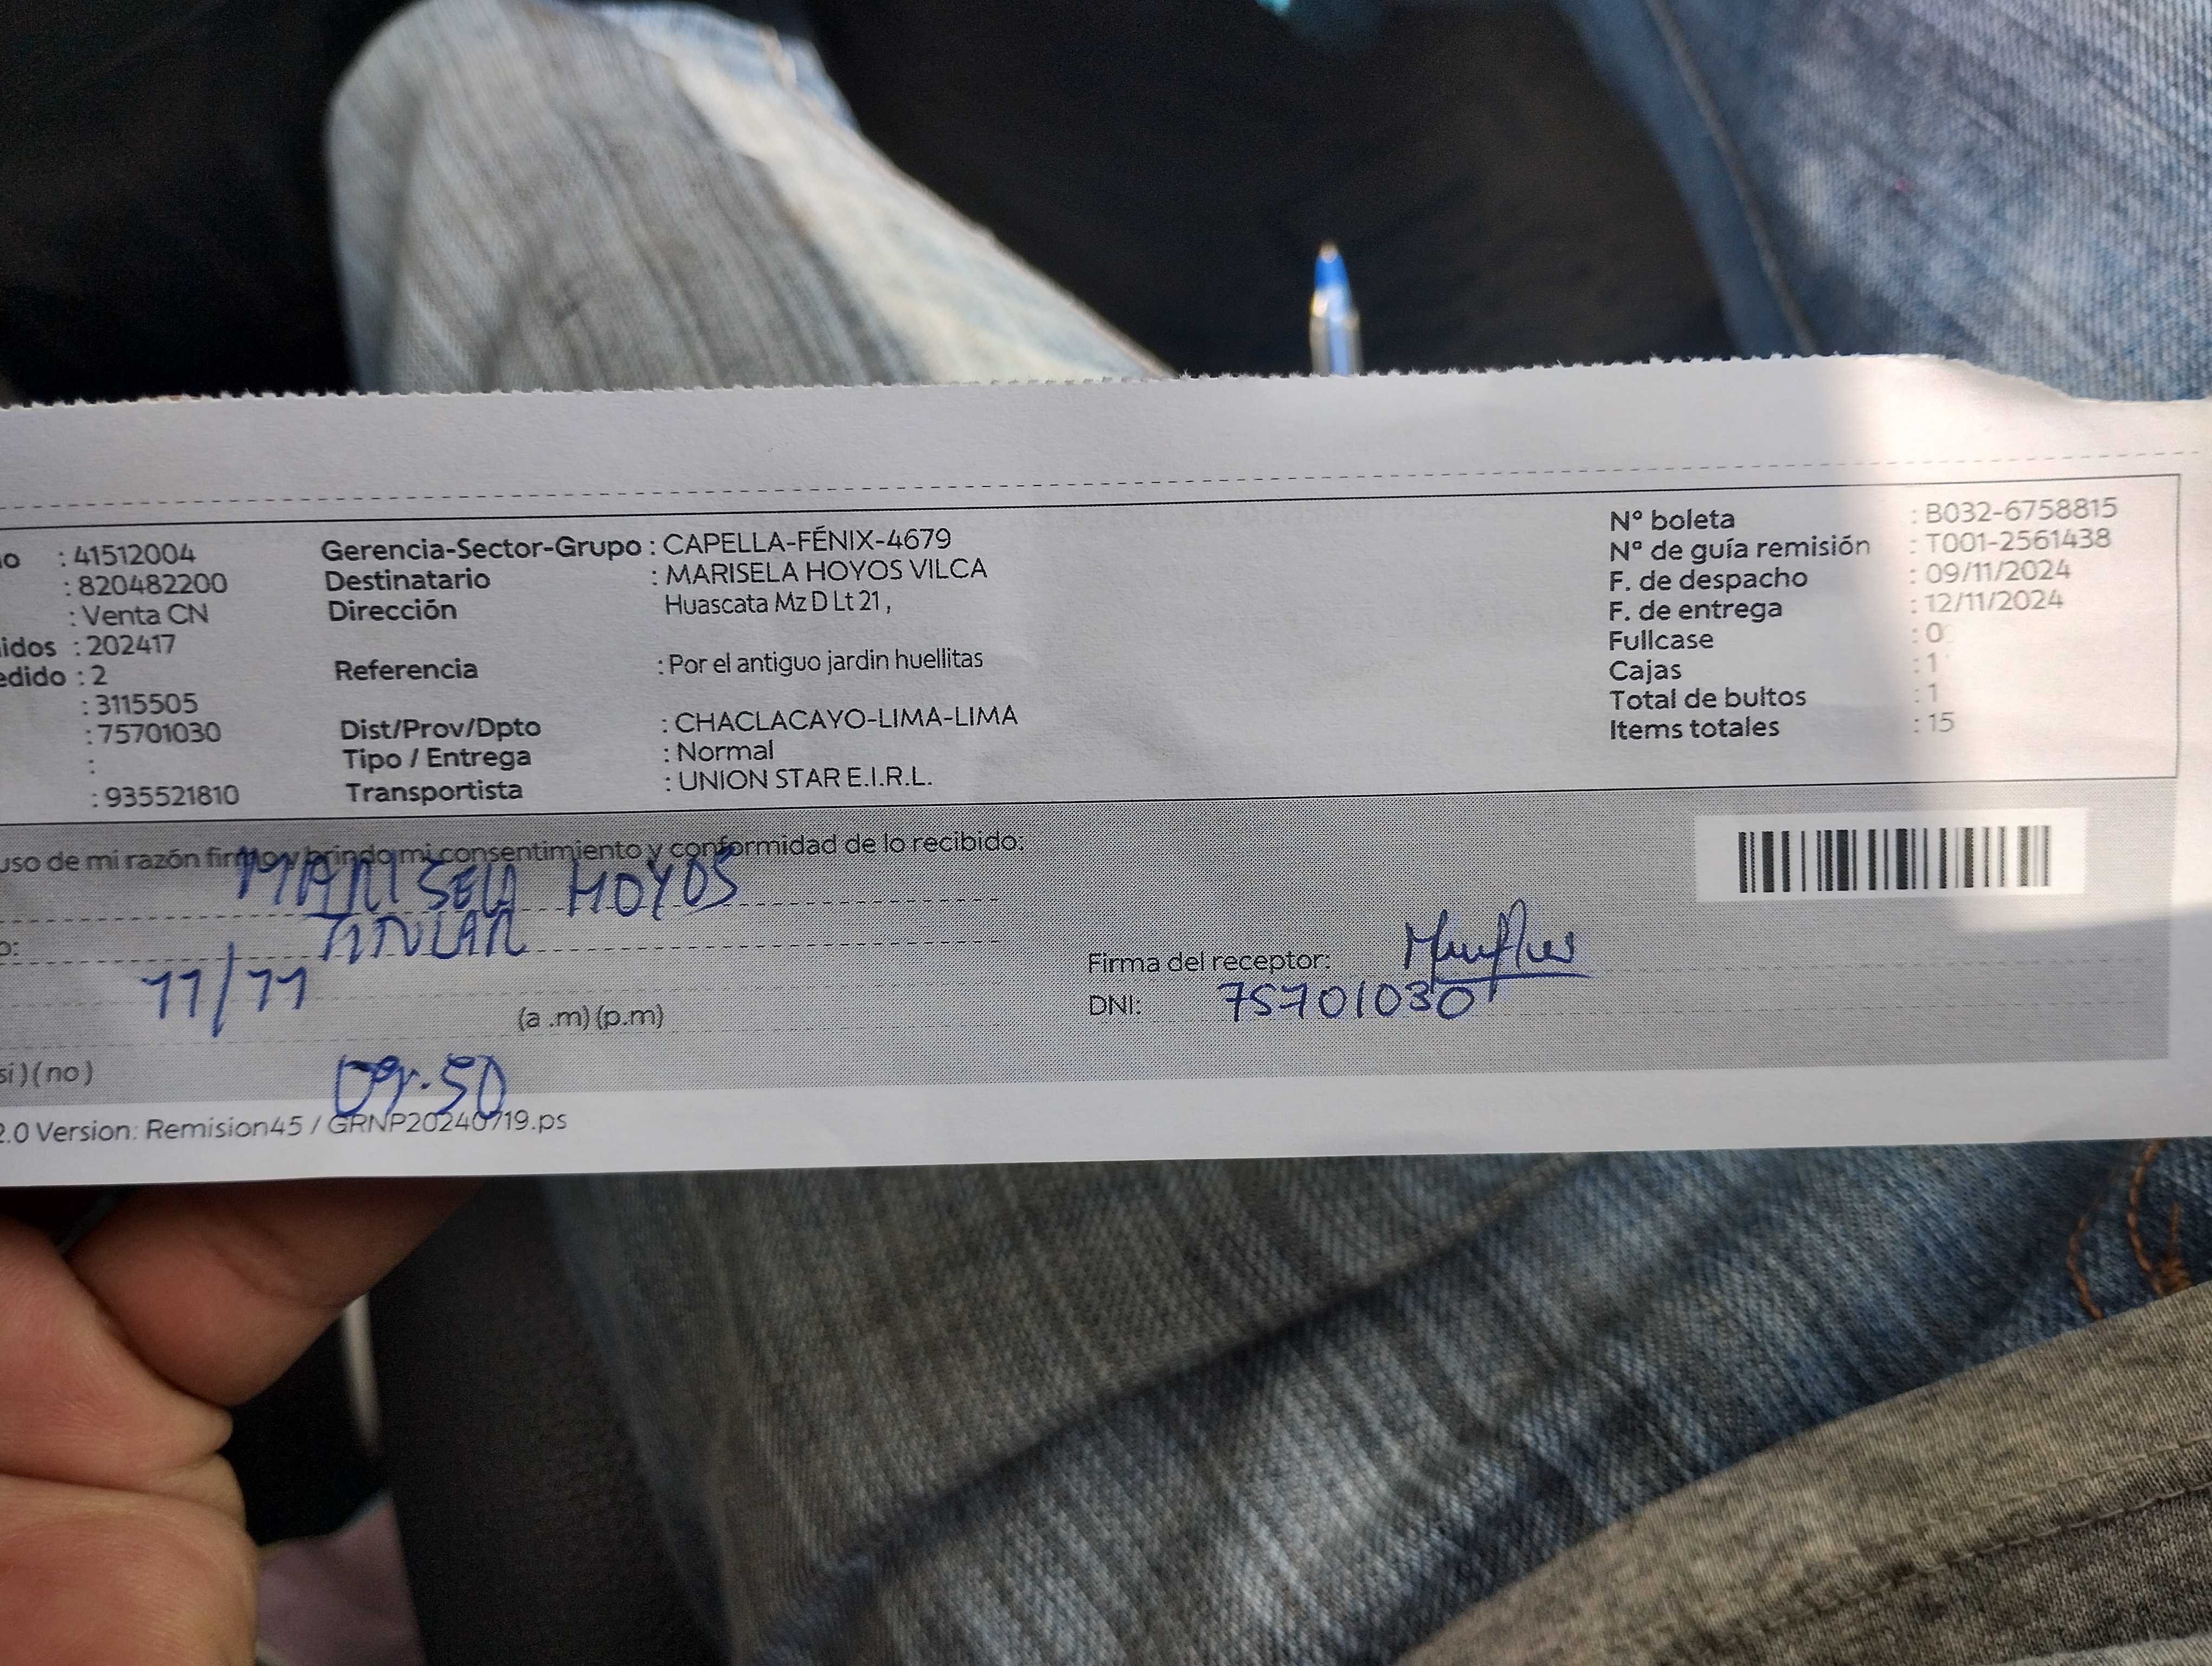 o : 41512004 Gerencia-Sector-Grupo : CAPELLA-FÉNIX-4679 Nº boleta : B032-6758815
: 820482200 Destinatario : MARISELA HOYOS VILCA Nº de guía remisión : T001-2561438
: Venta CN Dirección Huascata Mz D Lt 21 , F. de despacho : 09/11/2024
idos : 202417 F. de entrega : 12/11/2024
edido : 2 Referencia : Por el antiguo jardin huellitas Fullcase : 0
: 3115505 Cajas : 1
: 75701030 Dist/Prov/Dpto : CHACLACAYO-LIMA-LIMA Total de bultos : 1
: Tipo / Entrega : Normal Items totales : 15
: 935521810 Transportista : UNION STAR E.I.R.L.
uso de mi razón firmo y brindo mi consentimiento y conformidad de lo recibido:
MARISELA HOYOS
o: TITULAR
11/11 Firma del receptor:
(a .m) (p.m) DNI: 75701030
si ) ( no )
09:50
2.0 Version: Remision45 / GRNP20240719.ps